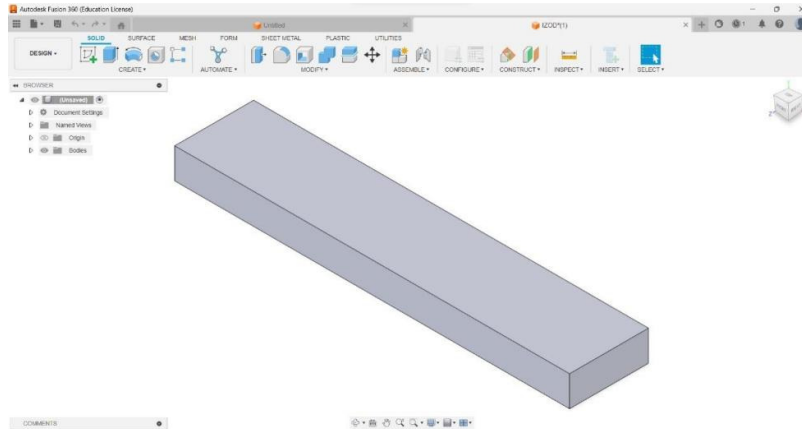 Autodesk Fusion 360 (Education License)
Untitled
IZOD*(1)
DESIGN
SOLID SURFACE MESH FORM SHEET METAL PLASTIC UTILITIES
CREATE AUTOMATE MODIFY ASSEMBLE CONFIGURE CONSTRUCT INSPECT INSERT SELECT
BROWSER
(Unsaved)
Document Settings
Named Views
Origin
Bodies
COMMENTS